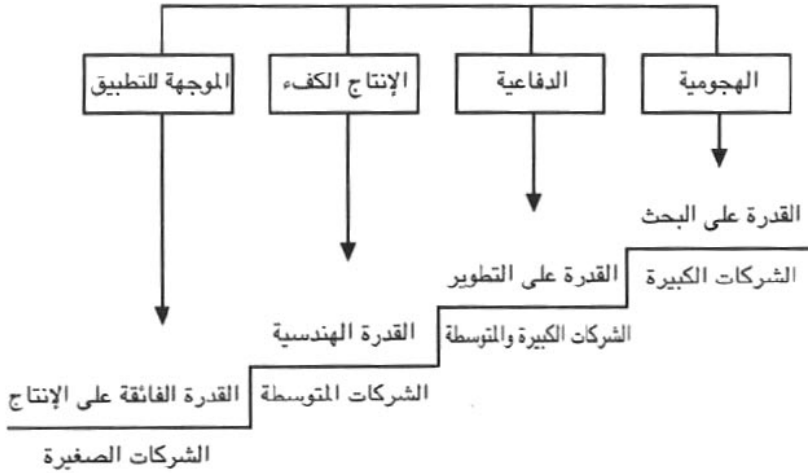 الهجومية
الدفاعية
الإنتاج الكفء
الموجهة للتطبيق
القدرة على البحث
الشركات الكبيرة
القدرة على التطوير
الشركات الكبيرة والمتوسطة
القدرة الهندسية
الشركات المتوسطة
القدرة الفائقة على الإنتاج
الشركات الصغيرة